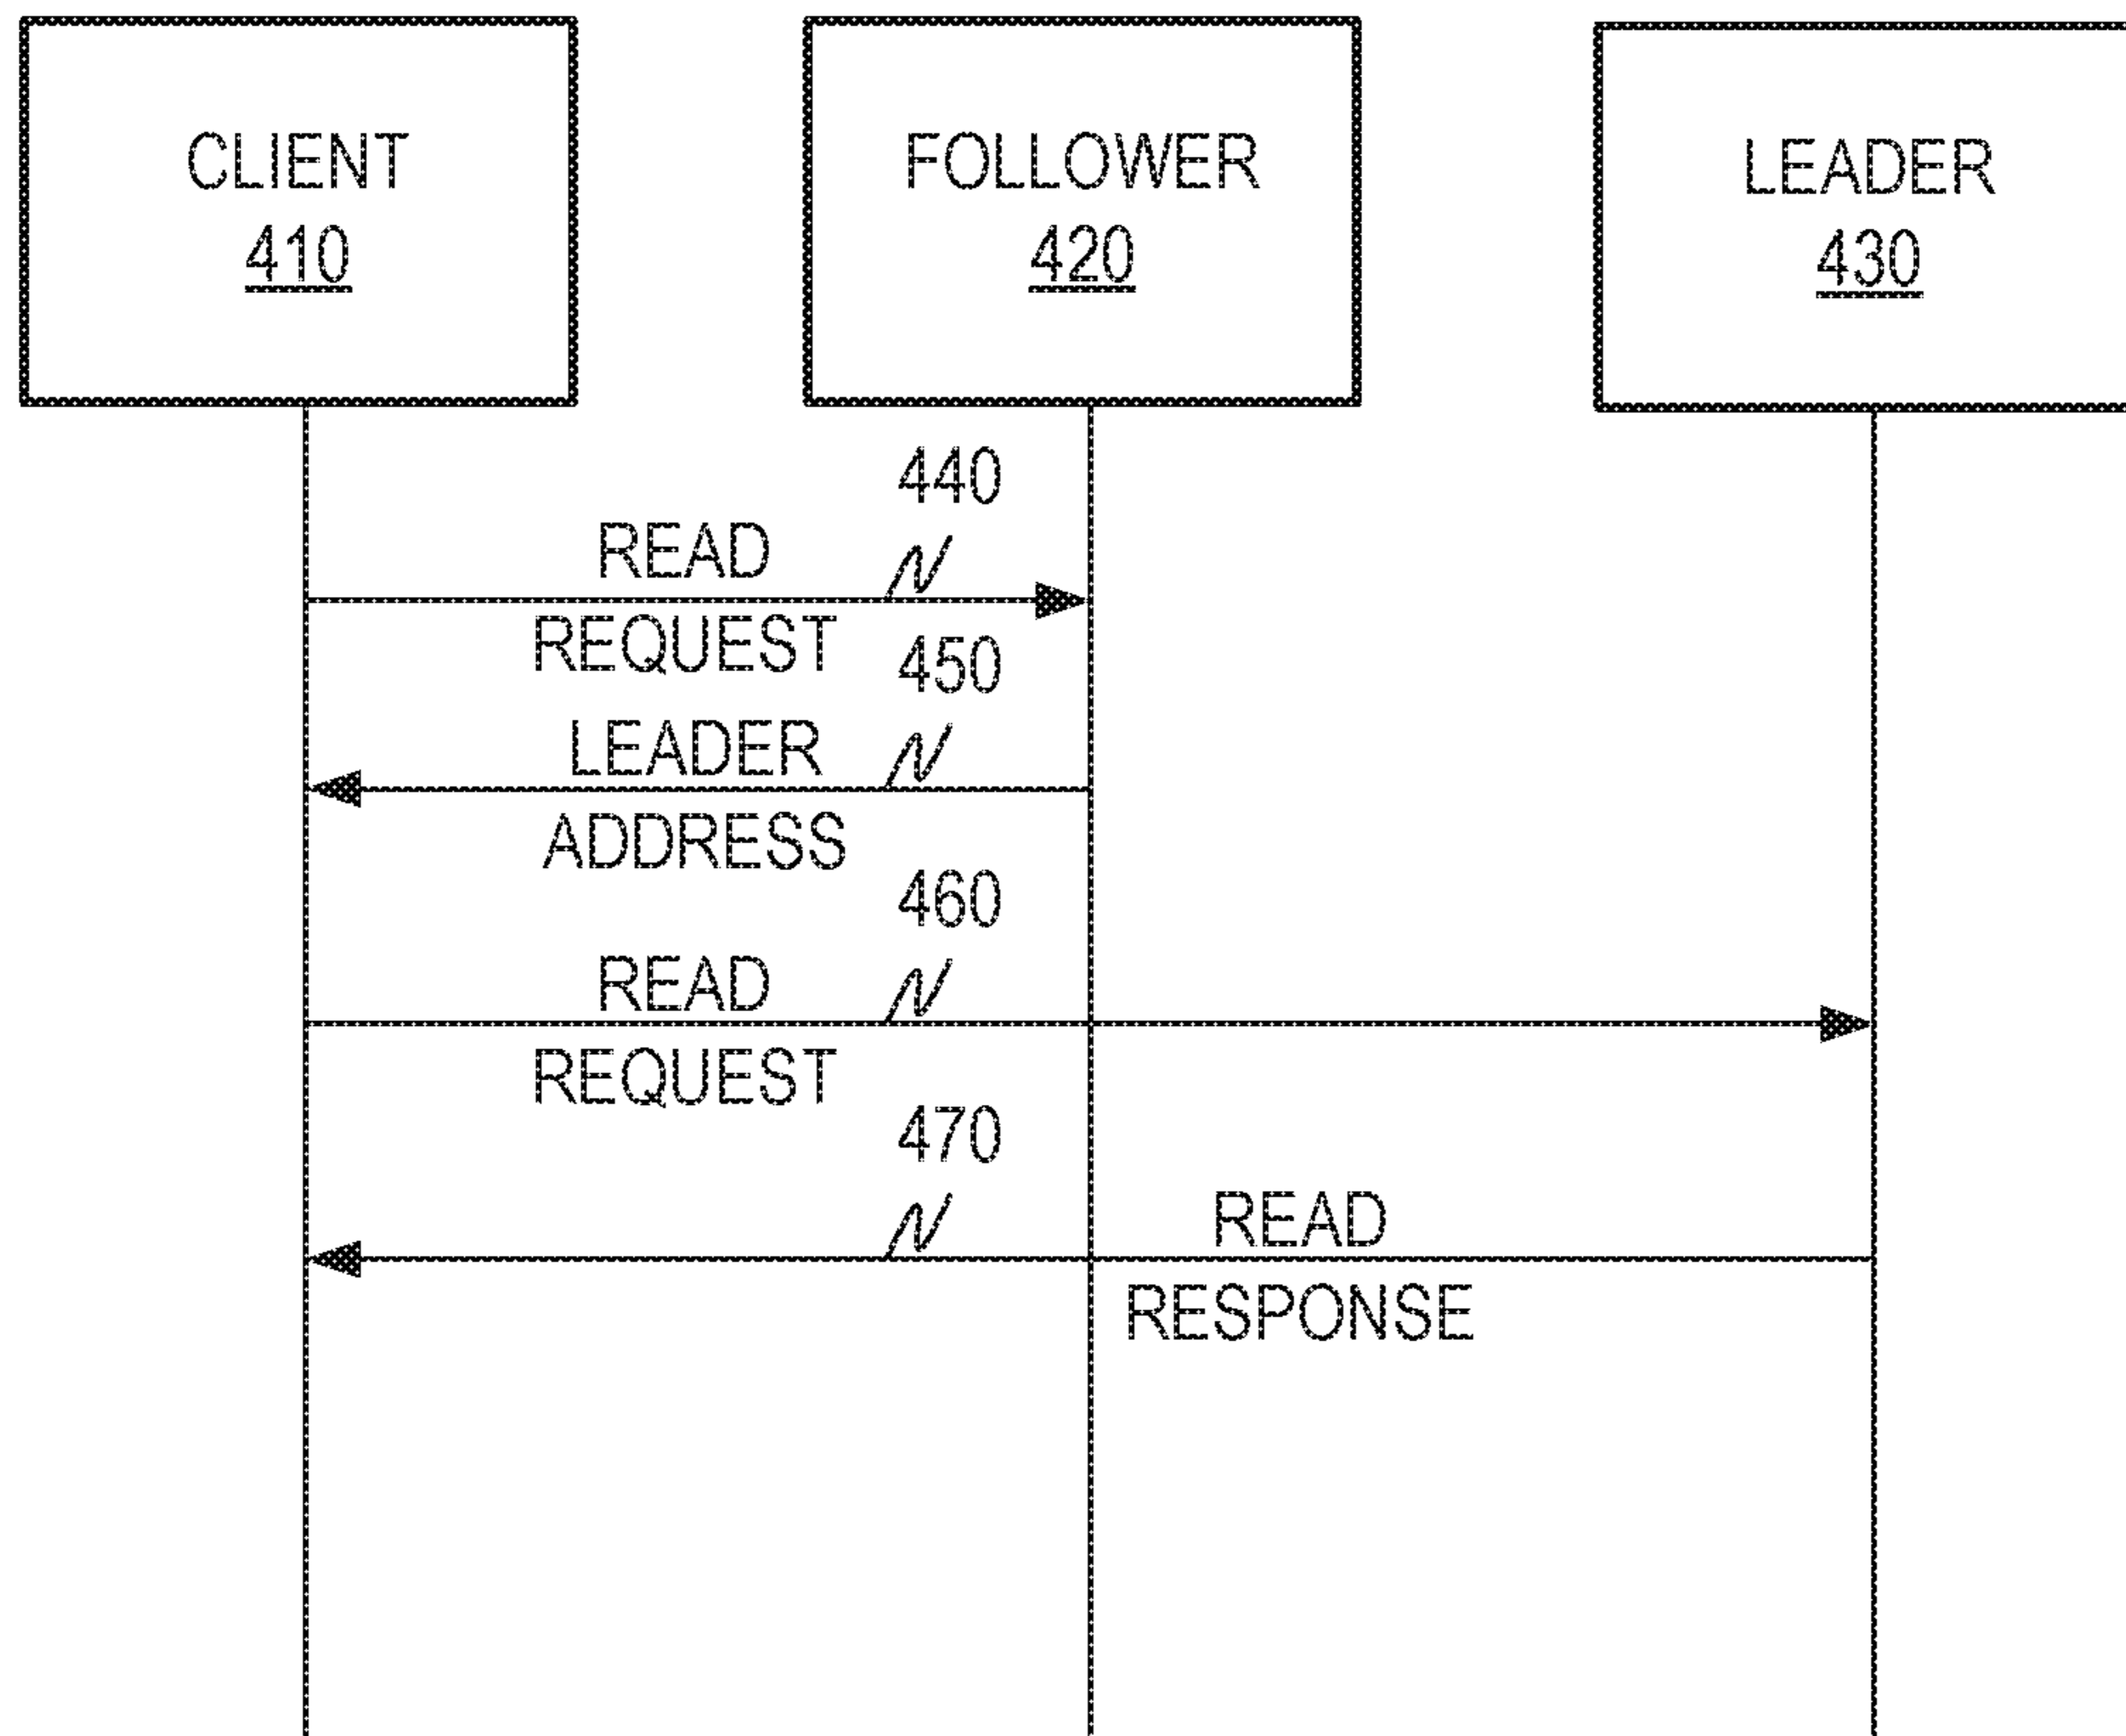 CLIENT
410
FOLLOWER
420
LEADER
430
440
READ
REQUEST
450
LEADER
ADDRESS
460
READ
REQUEST
470
READ
RESPONSE